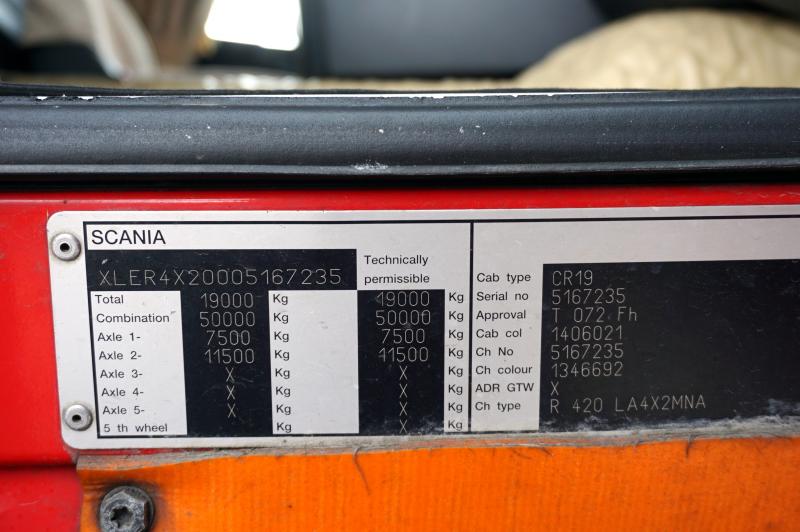 SCANIA
XLER4X20005167235 Technically permissible
Total 19000 Kg 19000 Kg
Combination 50000 Kg 50000 Kg
Axle 1- 7500 Kg 7500 Kg
Axle 2- 11500 Kg 11500 Kg
Axle 3- X Kg X Kg
Axle 4- X Kg X Kg
Axle 5- X Kg X Kg
5 th wheel Kg X Kg
Cab type CR19
Serial no 5167235
Approval T 072 Fh
Cab col 1406021
Ch No 5167235
Ch colour 1346692
ADR GTW X
Ch type R 420 LA4X2MNA